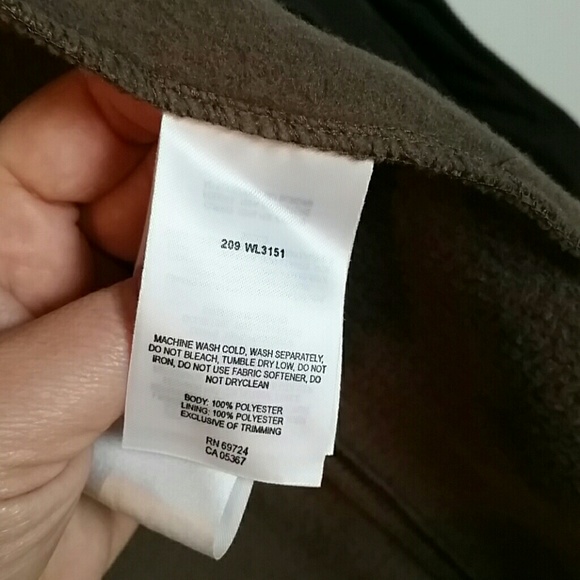 209 WL3151
MACHINE WASH COLD, WASH SEPARATELY,
DO NOT BLEACH, TUMBLE DRY LOW, DO NOT
IRON, DO NOT USE FABRIC SOFTENER, DO
NOT DRYCLEAN
BODY: 100% POLYESTER
LINING: 100% POLYESTER
EXCLUSIVE OF TRIMMING
RN 69724
CA 05367